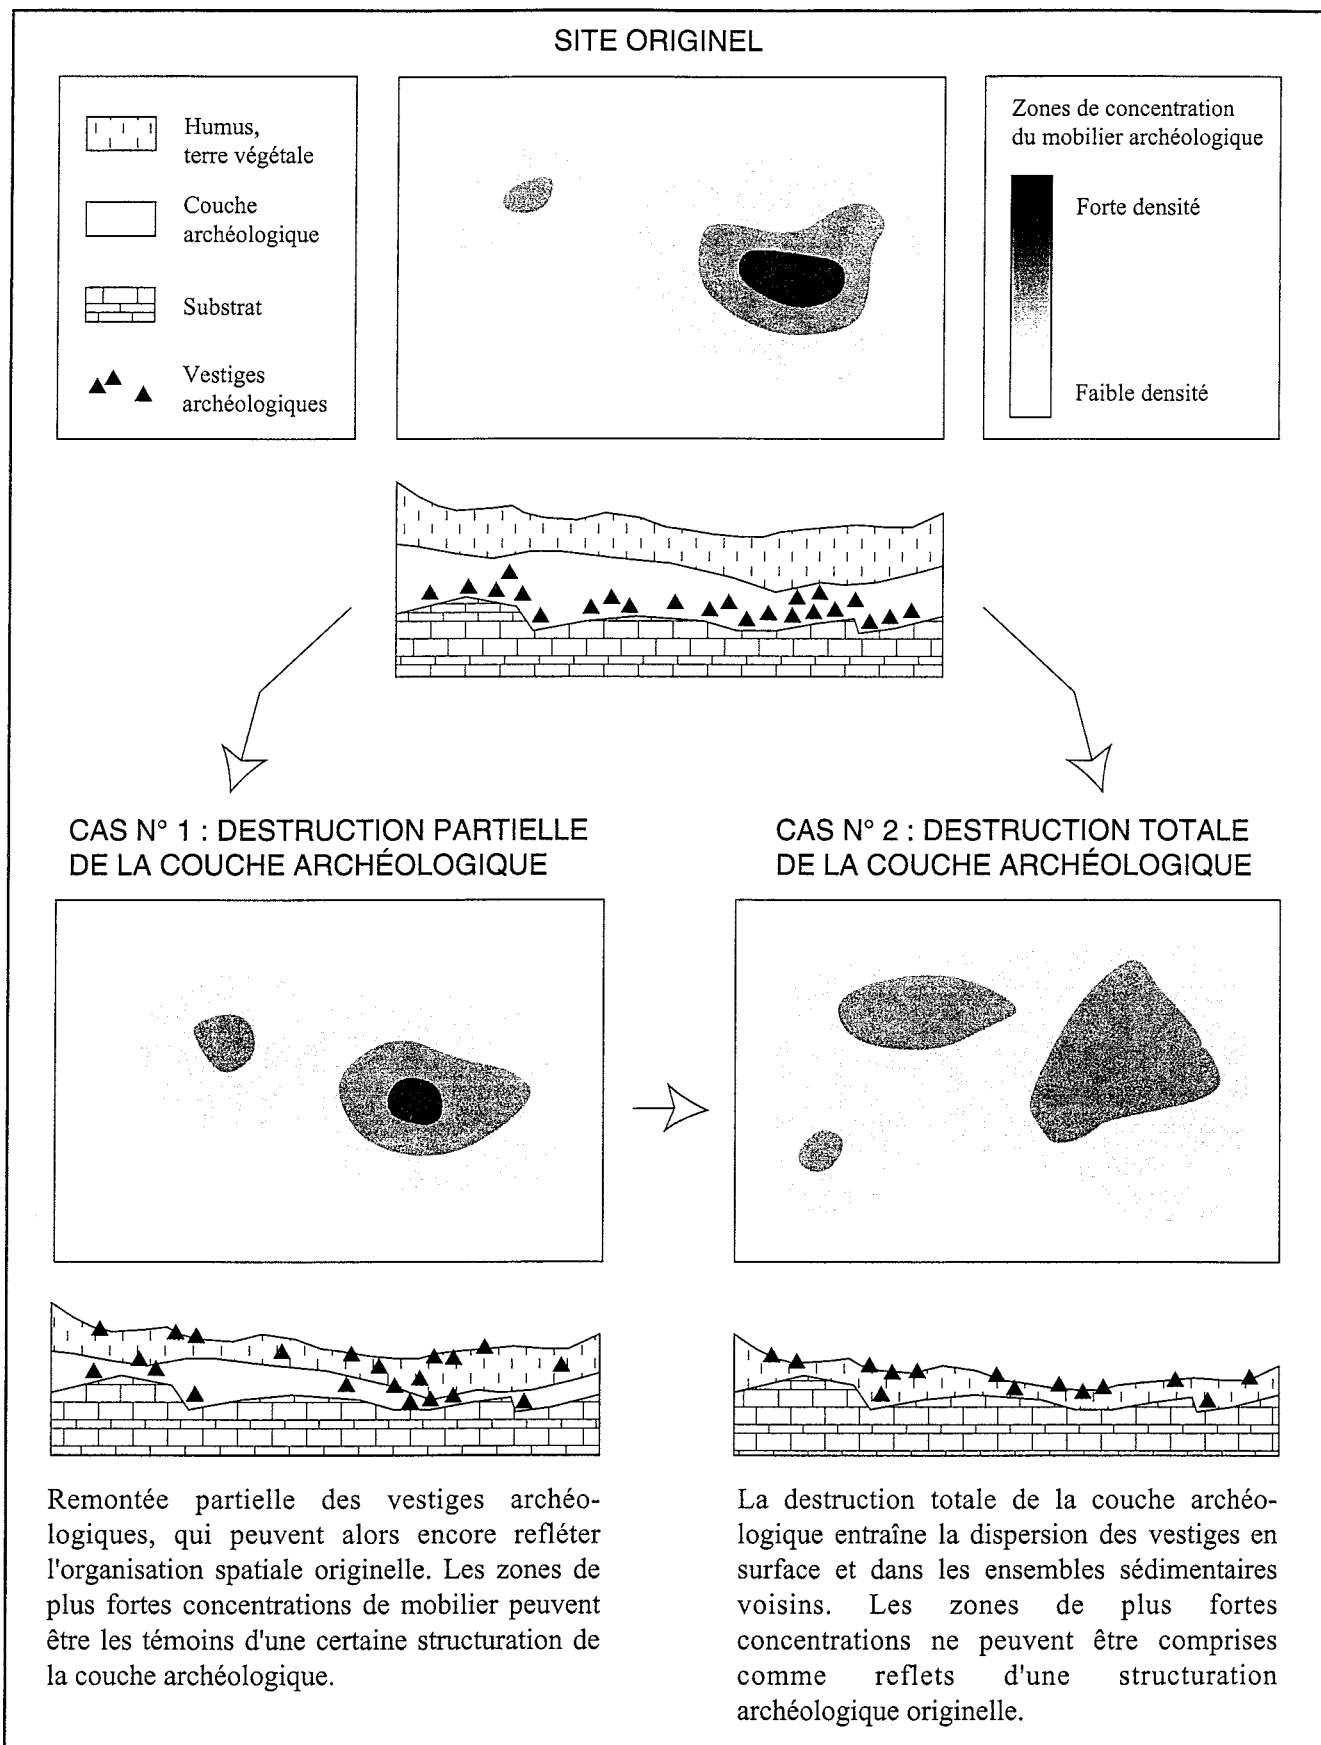 SITE ORIGINEL
Humus,
terre végétale
Couche
archéologique
Substrat
Vestiges
archéologiques
Zones de concentration
du mobilier archéologique
Forte densité
Faible densité
CAS N° 1 : DESTRUCTION PARTIELLE
DE LA COUCHE ARCHÉOLOGIQUE
CAS N° 2 : DESTRUCTION TOTALE
DE LA COUCHE ARCHÉOLOGIQUE
Remontée partielle des vestiges archéo-
logiques, qui peuvent alors encore refléter
l'organisation spatiale originelle. Les zones de
plus fortes concentrations de mobilier peuvent
être les témoins d'une certaine structuration de
la couche archéologique.
La destruction totale de la couche archéo-
logique entraîne la dispersion des vestiges en
surface et dans les ensembles sédimentaires
voisins. Les zones de plus fortes
concentrations ne peuvent être comprises
comme reflets d'une structuration
archéologique originelle.